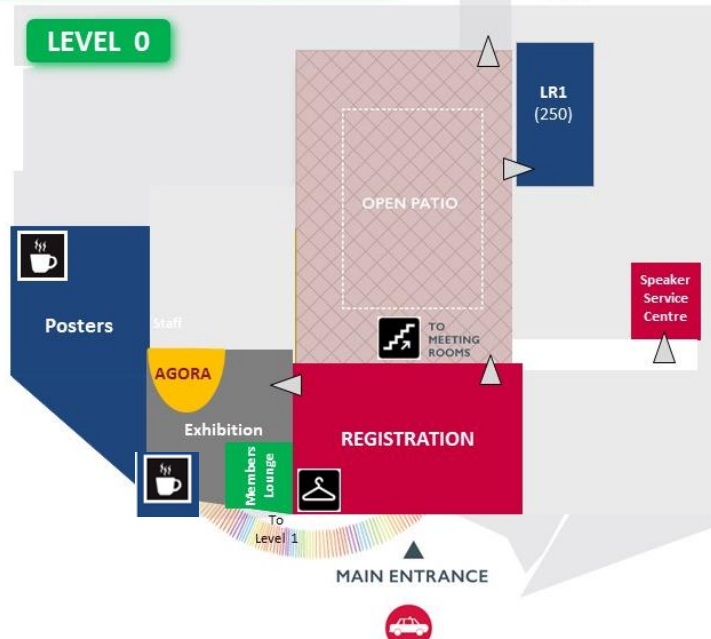 LEVEL 0
LR1
(250)
OPEN PATIO
Speaker
Service
Centre
Posters
Staff
TO
MEETING
ROOMS
AGORA
Exhibition
REGISTRATION
Members
Lounge
To
Level 1
MAIN ENTRANCE